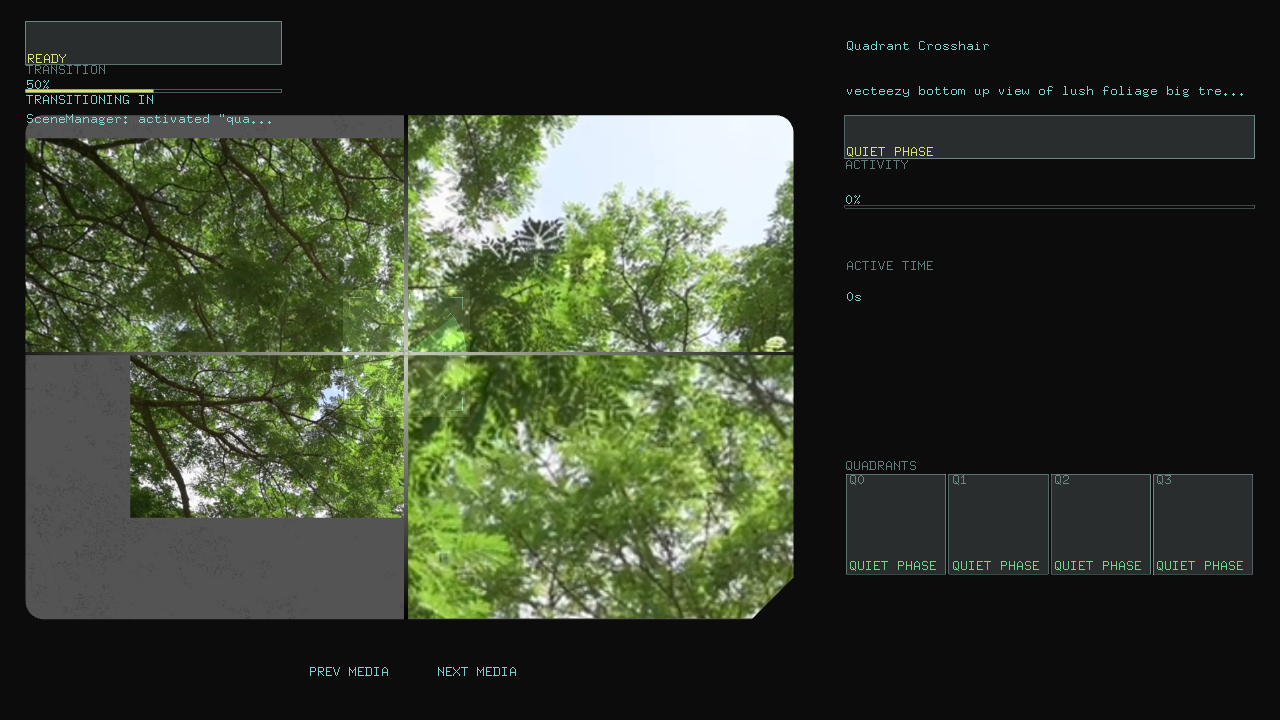 READY
TRANSITION
50%
TRANSITIONING IN
SceneManager: activated "qua...
Quadrant Crosshair
vecteezy bottom up view of lush foliage big tre...
QUIET PHASE
ACTIVITY
0%
ACTIVE TIME
0s
QUADRANTS
Q0 Q1 Q2 Q3
QUIET PHASE QUIET PHASE QUIET PHASE QUIET PHASE
PREV MEDIA NEXT MEDIA